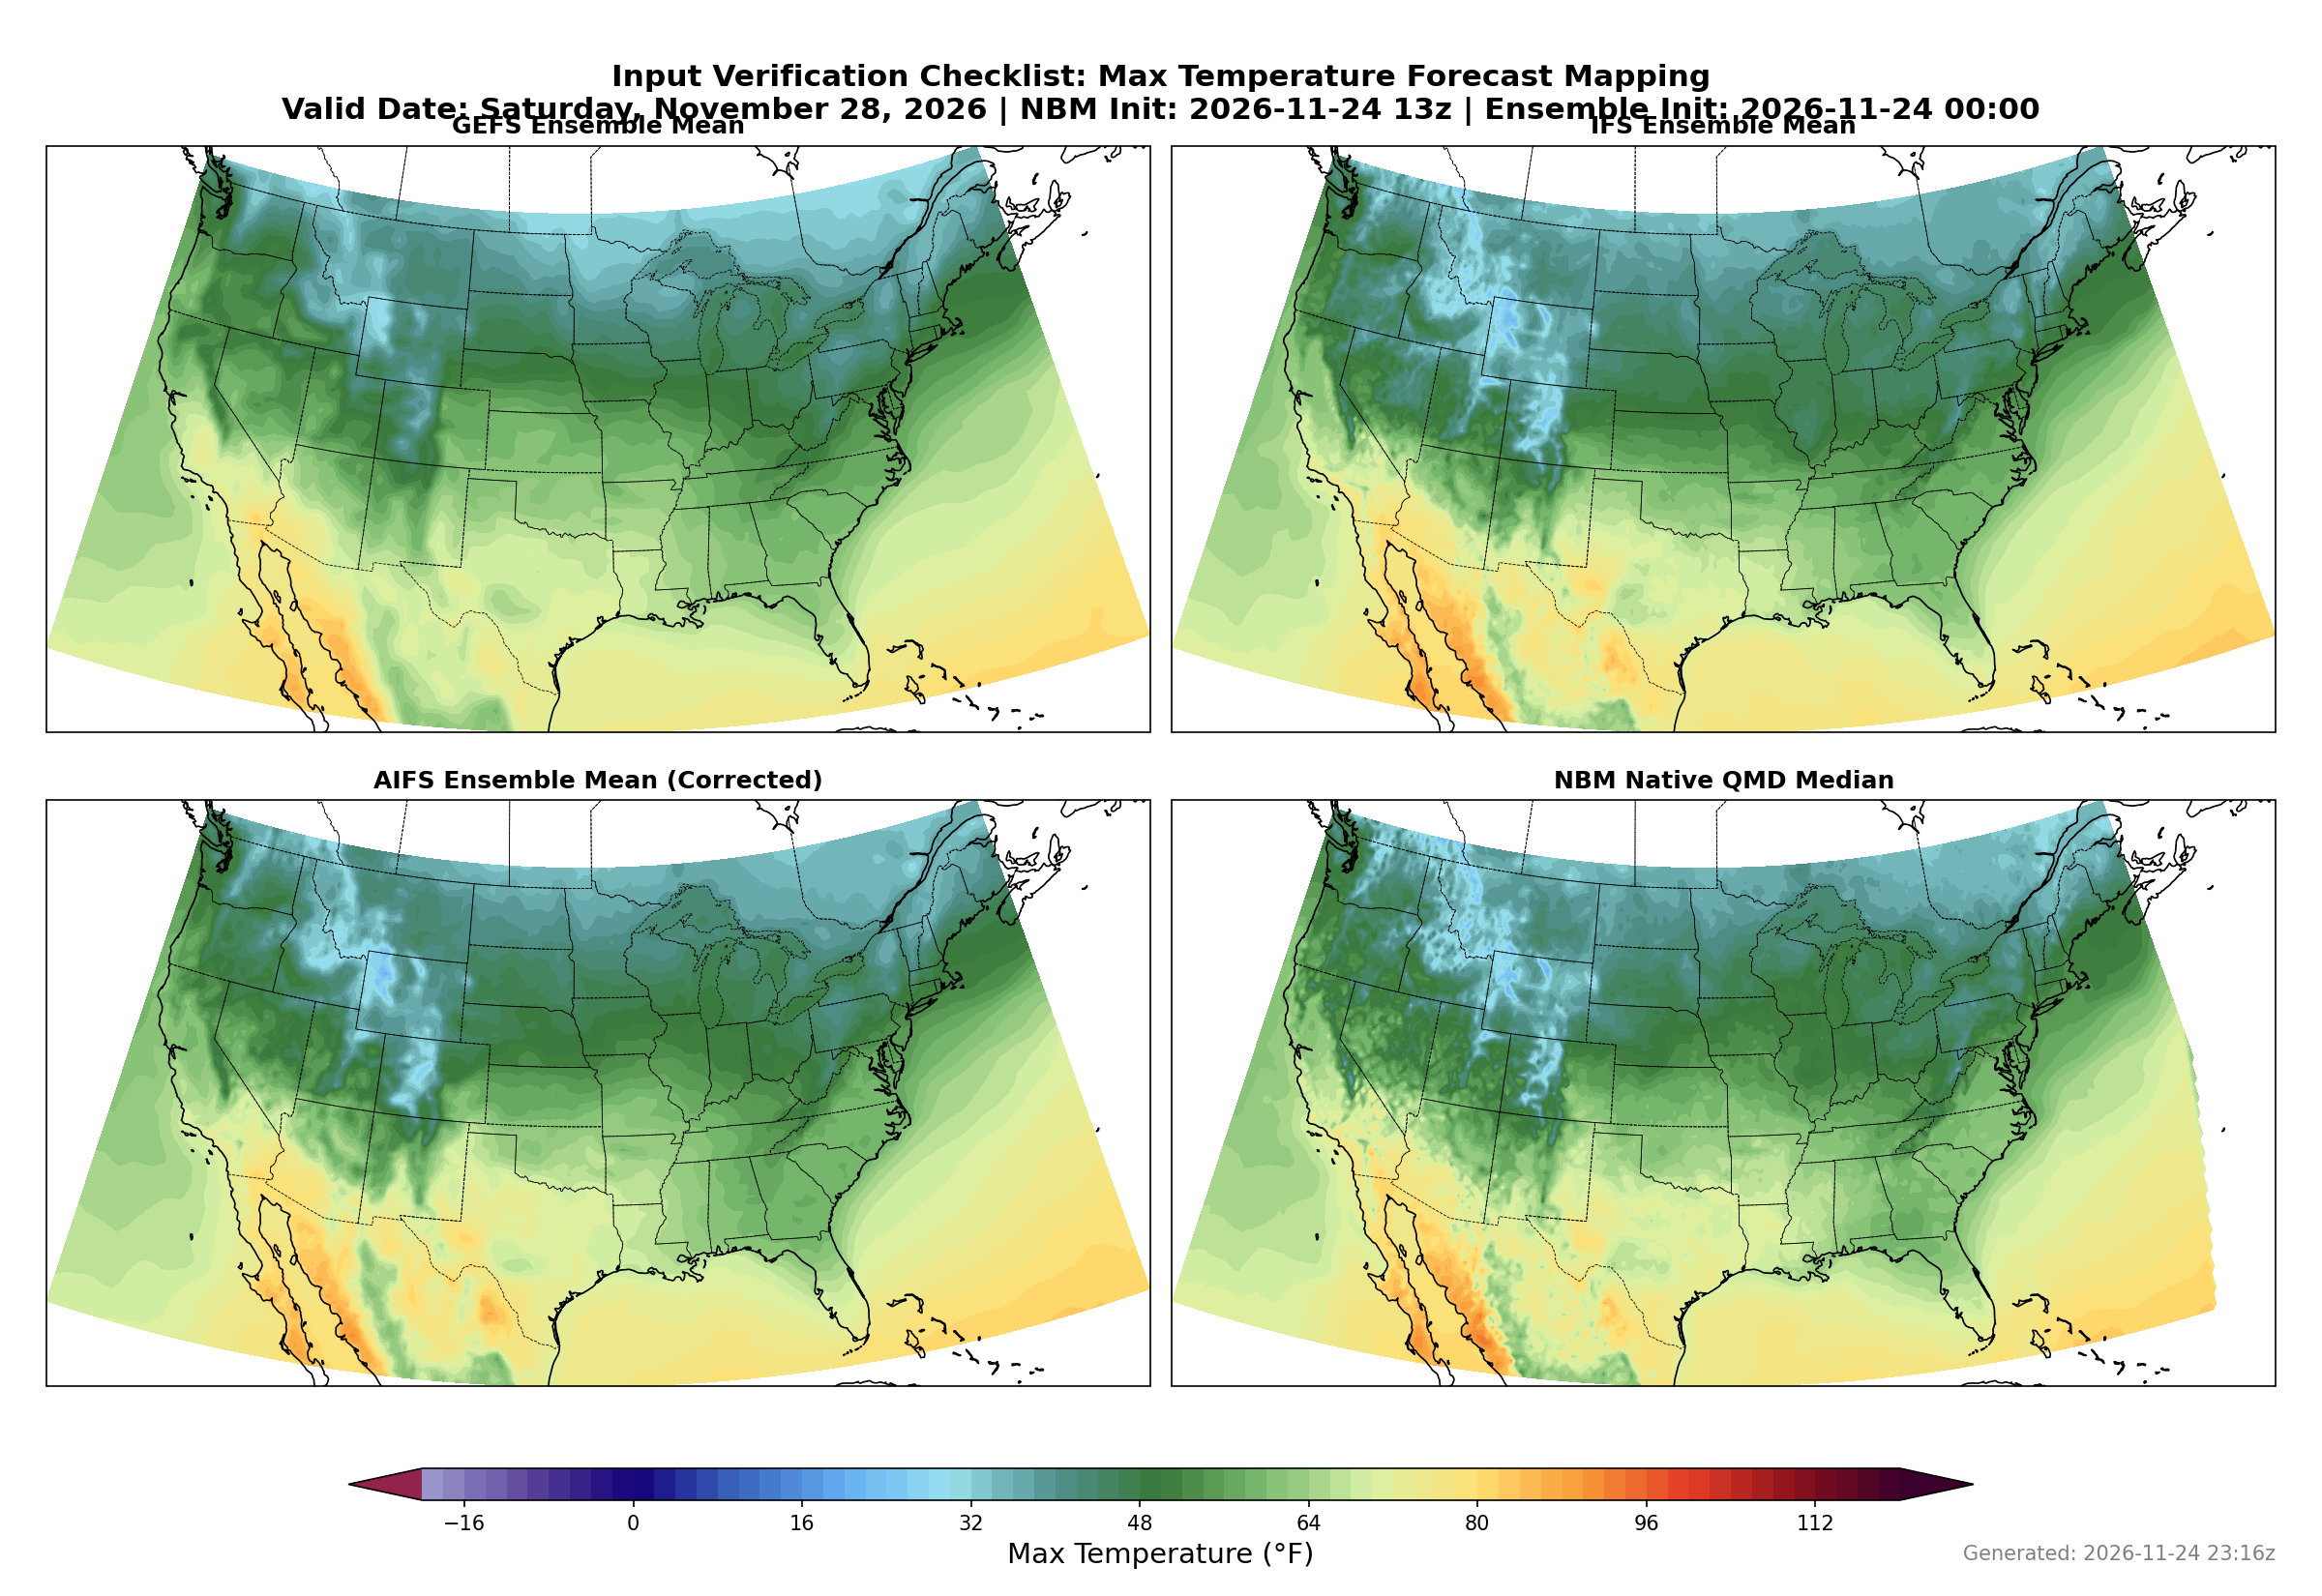 Input Verification Checklist: Max Temperature Forecast Mapping
Valid Date: Saturday, November 28, 2026 | NBM Init: 2026-11-24 13z | Ensemble Init: 2026-11-24 00:00
GEFS Ensemble Mean
IFS Ensemble Mean
AIFS Ensemble Mean (Corrected)
NBM Native QMD Median
−16 0 16 32 48 64 80 96 112
Max Temperature (°F)
Generated: 2026-11-24 23:16z